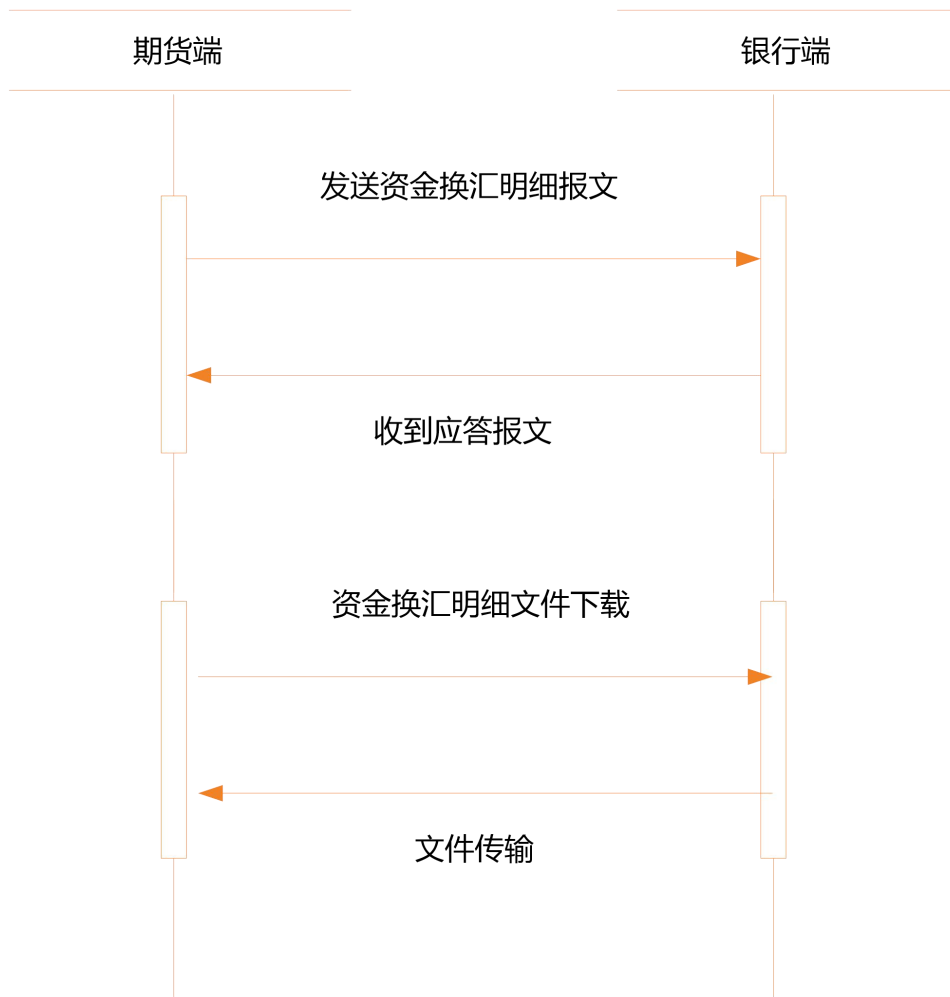 期货端
银行端
发送资金换汇明细报文
收到应答报文
资金换汇明细文件下载
文件传输